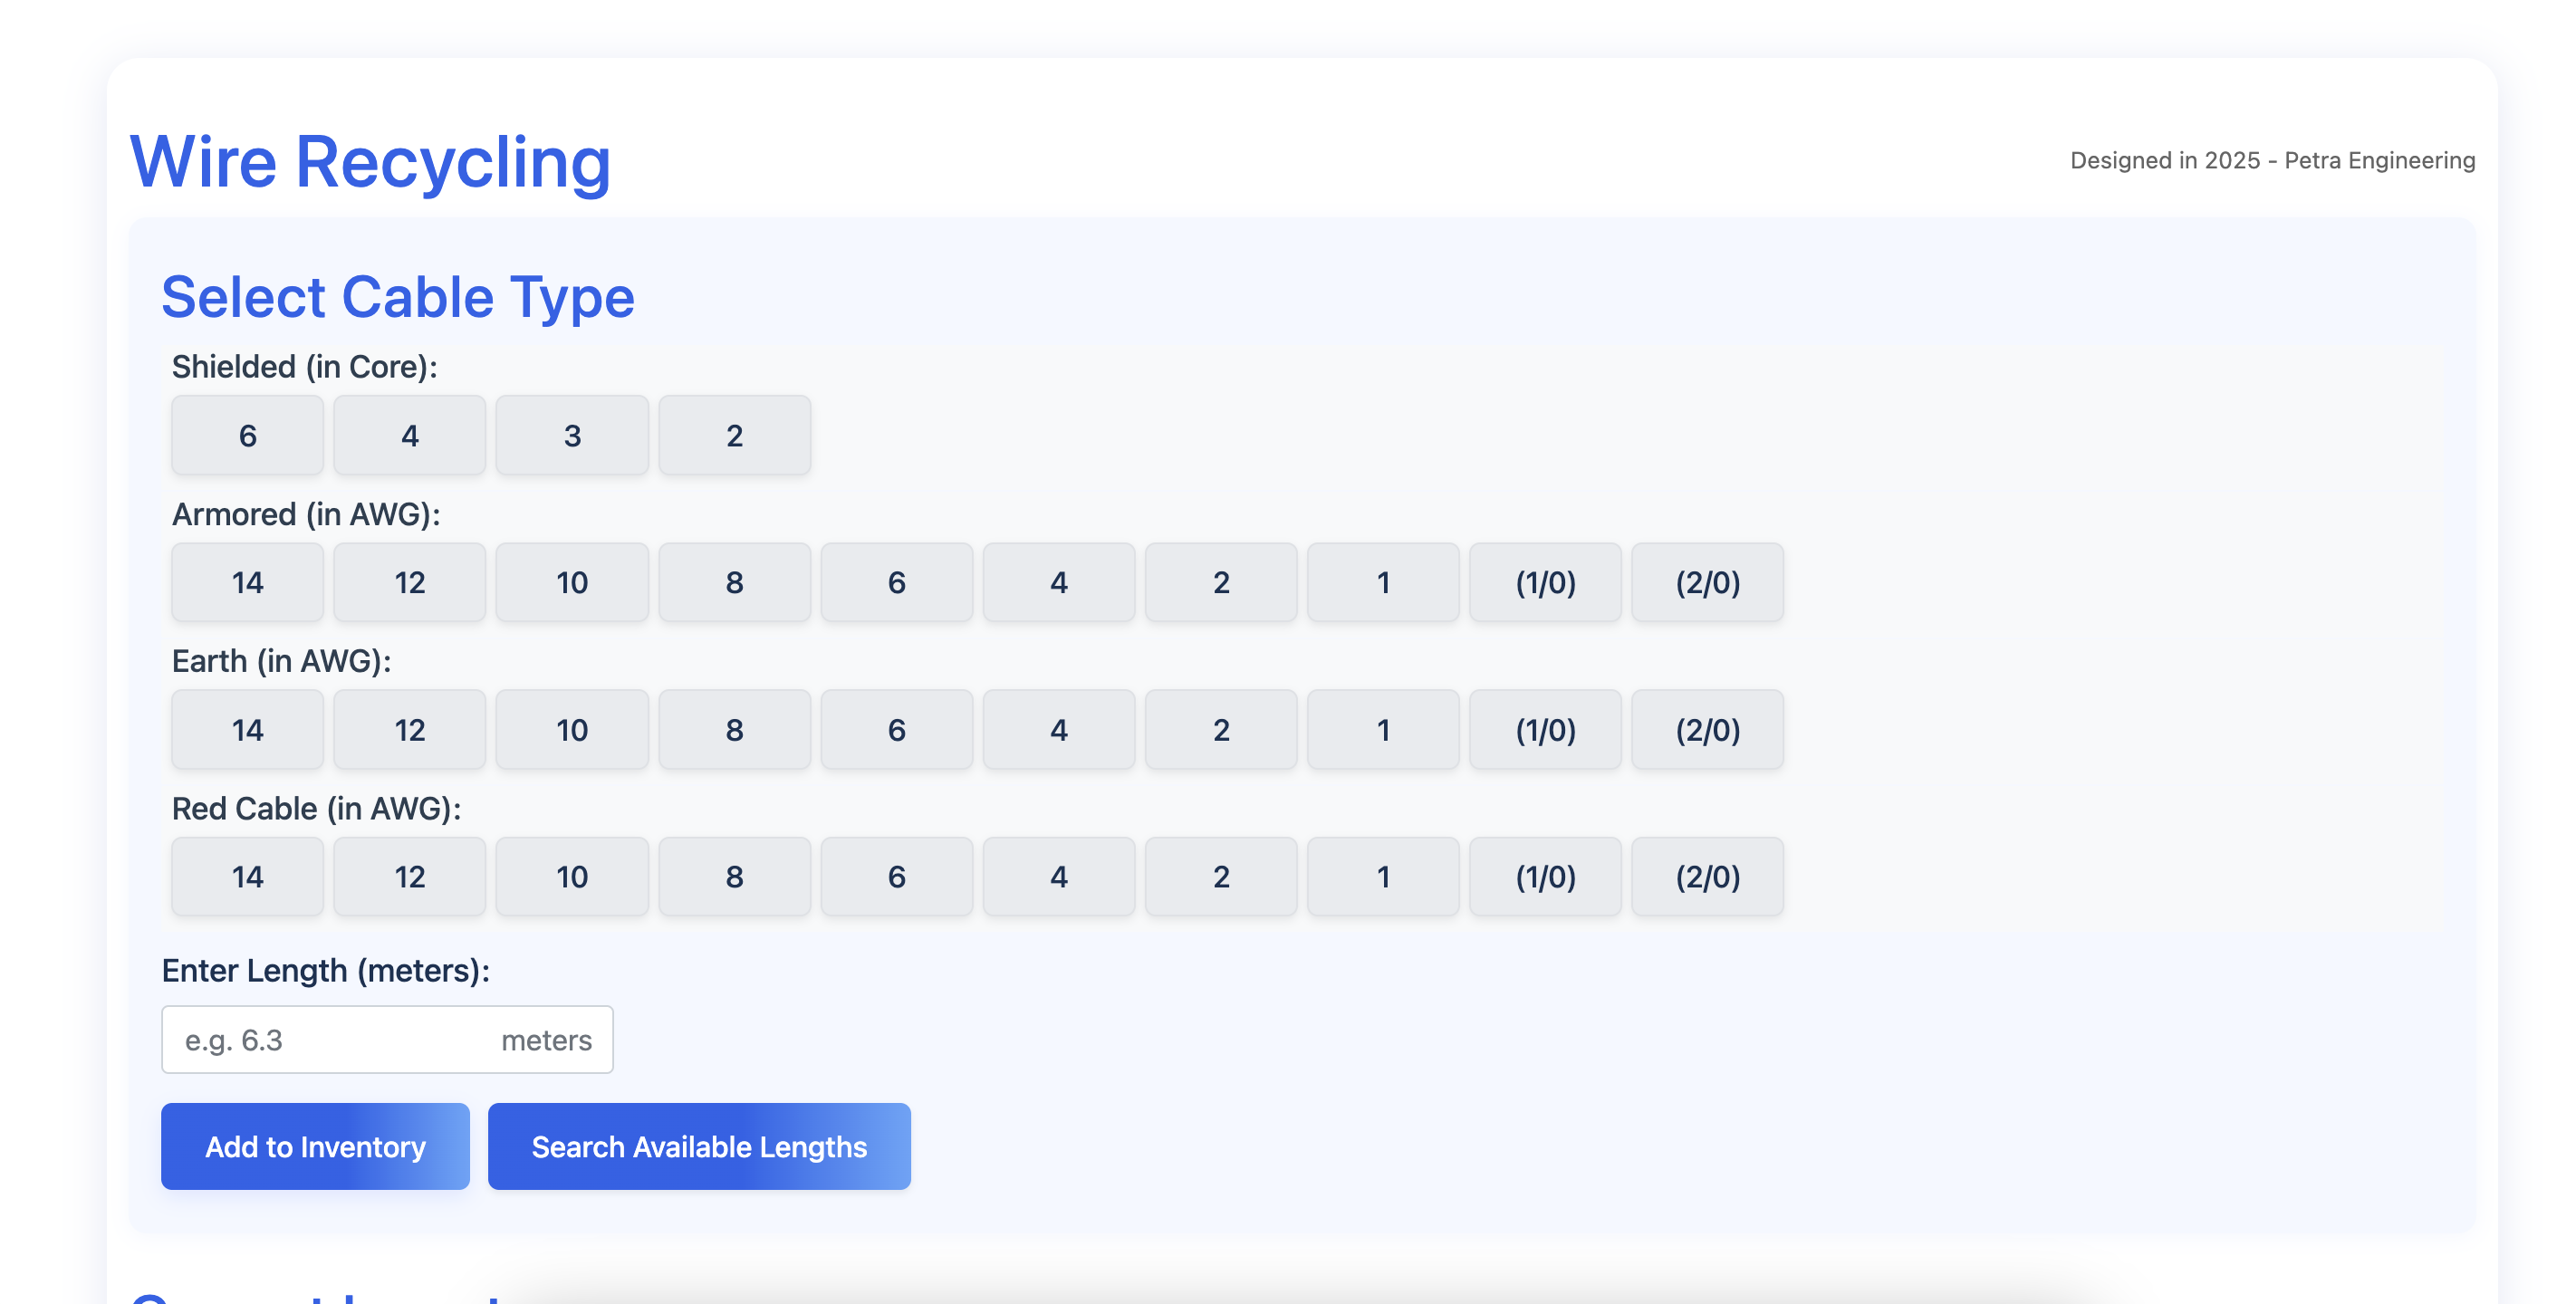 Wire Recycling
Designed in 2025 - Petra Engineering
Select Cable Type
Shielded (in Core):
6 4 3 2
Armored (in AWG):
14 12 10 8 6 4 2 1 (1/0) (2/0)
Earth (in AWG):
14 12 10 8 6 4 2 1 (1/0) (2/0)
Red Cable (in AWG):
14 12 10 8 6 4 2 1 (1/0) (2/0)
Enter Length (meters):
e.g. 6.3 meters
Add to Inventory Search Available Lengths